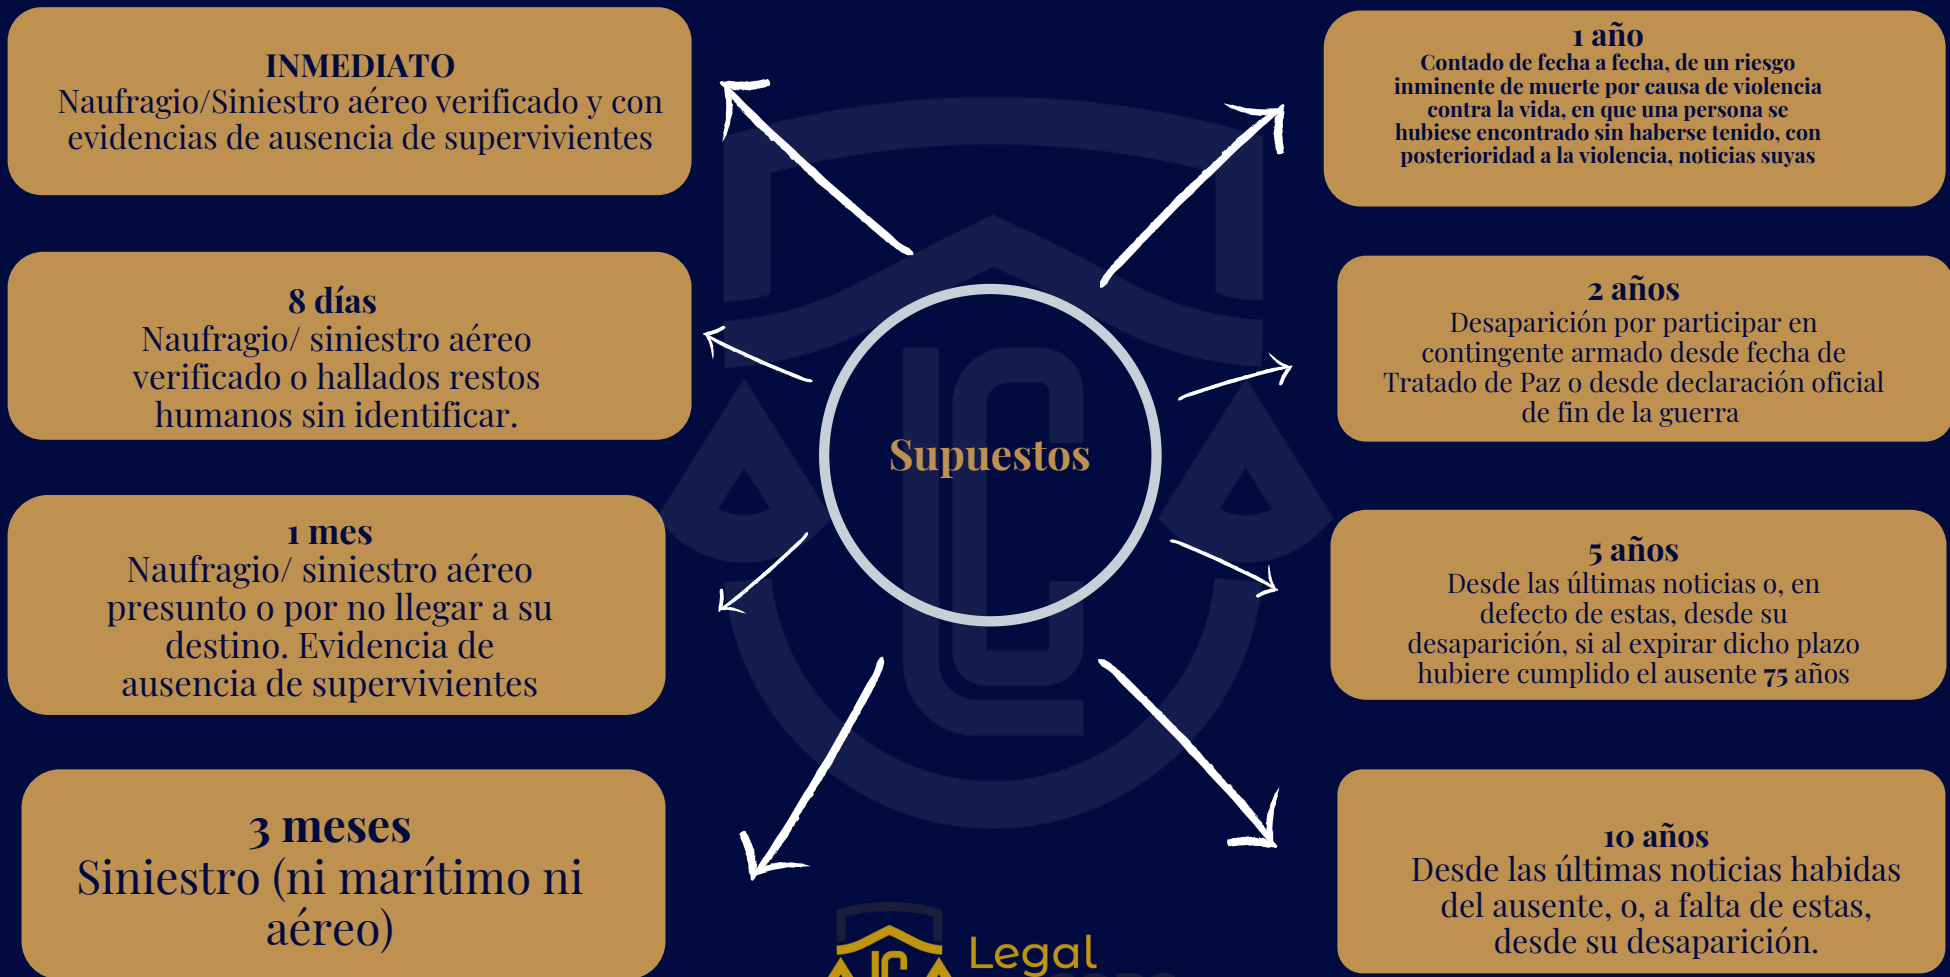 INMEDIATO
Naufragio/Siniestro aéreo verificado y con
evidencias de ausencia de supervivientes
8 días
Naufragio/ siniestro aéreo
verificado o hallados restos
humanos sin identificar.
1 mes
Naufragio/ siniestro aéreo
presunto o por no llegar a su
destino. Evidencia de
ausencia de supervivientes
3 meses
Siniestro (ni marítimo ni
aéreo)
Supuestos
1 año
Contado de fecha a fecha, de un riesgo
inminente de muerte por causa de violencia
contra la vida, en que una persona se
hubiese encontrado sin haberse tenido, con
posterioridad a la violencia, noticias suyas
2 años
Desaparición por participar en
contingente armado desde fecha de
Tratado de Paz o desde declaración oficial
de fin de la guerra
5 años
Desde las últimas noticias o, en
defecto de estas, desde su
desaparición, si al expirar dicho plazo
hubiere cumplido el ausente 75 años
10 años
Desde las últimas noticias habidas
del ausente, o, a falta de estas,
desde su desaparición.
Legal